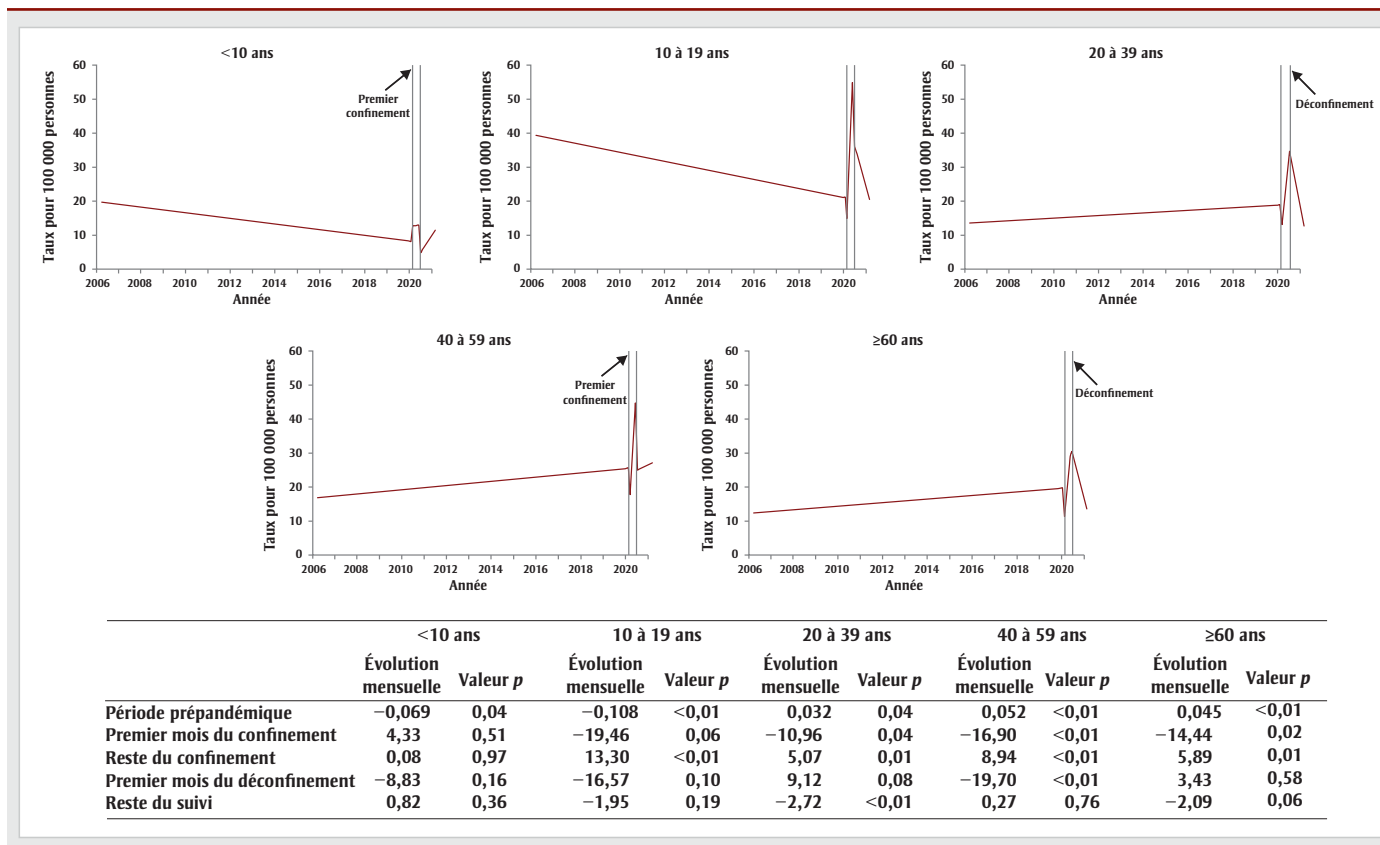 <10 ans
Taux pour 100 000 personnes
60
50
40
30
20
10
0
Premier
confinement
2006 2008 2010 2012 2014 2016 2018 2020
Année
10 à 19 ans
Taux pour 100 000 personnes
60
50
40
30
20
10
0
2006 2008 2010 2012 2014 2016 2018 2020
Année
20 à 39 ans
Taux pour 100 000 personnes
60
50
40
30
20
10
0
Déconfinement
2006 2008 2010 2012 2014 2016 2018 2020
Année
40 à 59 ans
Taux pour 100 000 personnes
60
50
40
30
20
10
0
Premier
confinement
2006 2008 2010 2012 2014 2016 2018 2020
Année
≥60 ans
Taux pour 100 000 personnes
60
50
40
30
20
10
0
Déconfinement
2006 2008 2010 2012 2014 2016 2018 2020
Année
<10 ans 10 à 19 ans 20 à 39 ans 40 à 59 ans ≥60 ans
Évolution mensuelle Valeur p Évolution mensuelle Valeur p Évolution mensuelle Valeur p Évolution mensuelle Valeur p Évolution mensuelle Valeur p
Période prépandémique −0,069 0,04 −0,108 <0,01 0,032 0,04 0,052 <0,01 0,045 <0,01
Premier mois du confinement 4,33 0,51 −19,46 0,06 −10,96 0,04 −16,90 <0,01 −14,44 0,02
Reste du confinement 0,08 0,97 13,30 <0,01 5,07 0,01 8,94 <0,01 5,89 0,01
Premier mois du déconfinement −8,83 0,16 −16,57 0,10 9,12 0,08 −19,70 <0,01 3,43 0,58
Reste du suivi 0,82 0,36 −1,95 0,19 −2,72 <0,01 0,27 0,76 −2,09 0,06